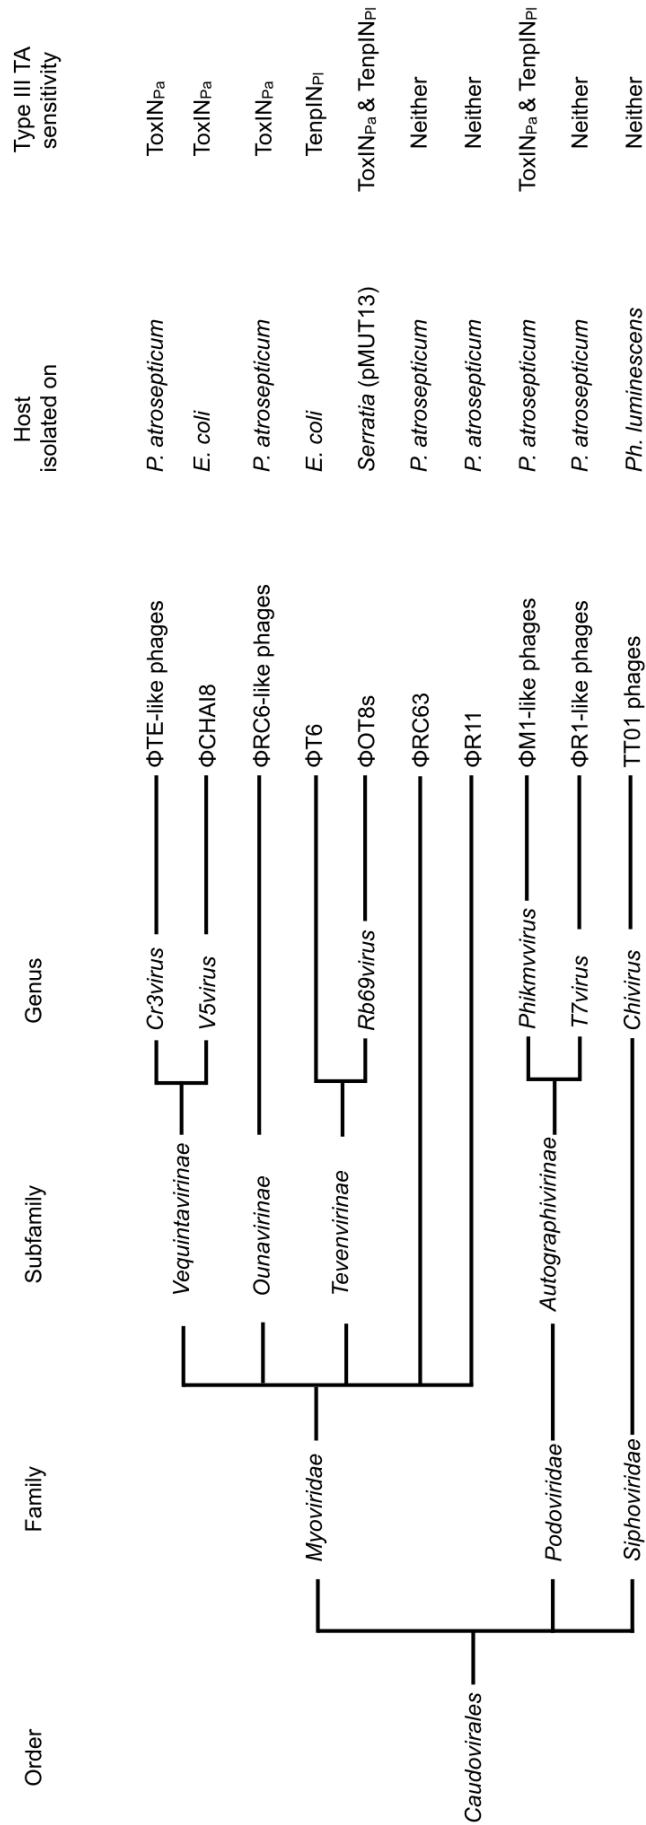 Order
Family
Subfamily
Genus
Host
isolated on
Type III TA
sensitivity
Caudovirales
Myoviridae
Podoviridae
Siphoviridae
Vequintavirinae
Ounavirinae
Tevenvirinae
Autographivirinae
Cr3virus
V5virus
Rb69virus
Phikmvvirus
T7virus
Chivirus
ΦTE-like phages
ΦCHAI8
ΦRC6-like phages
ΦT6
ΦOT8s
ΦRC63
ΦR11
ΦM1-like phages
ΦR1-like phages
TT01 phages
P. atrosepticum
E. coli
P. atrosepticum
E. coli
Serratia (pMUT13)
P. atrosepticum
P. atrosepticum
P. atrosepticum
P. atrosepticum
Ph. luminescens
ToxINPa
ToxINPa
ToxINPa
TenpINPl
ToxINPa & TenpINPl
Neither
Neither
ToxINPa & TenpINPl
Neither
Neither